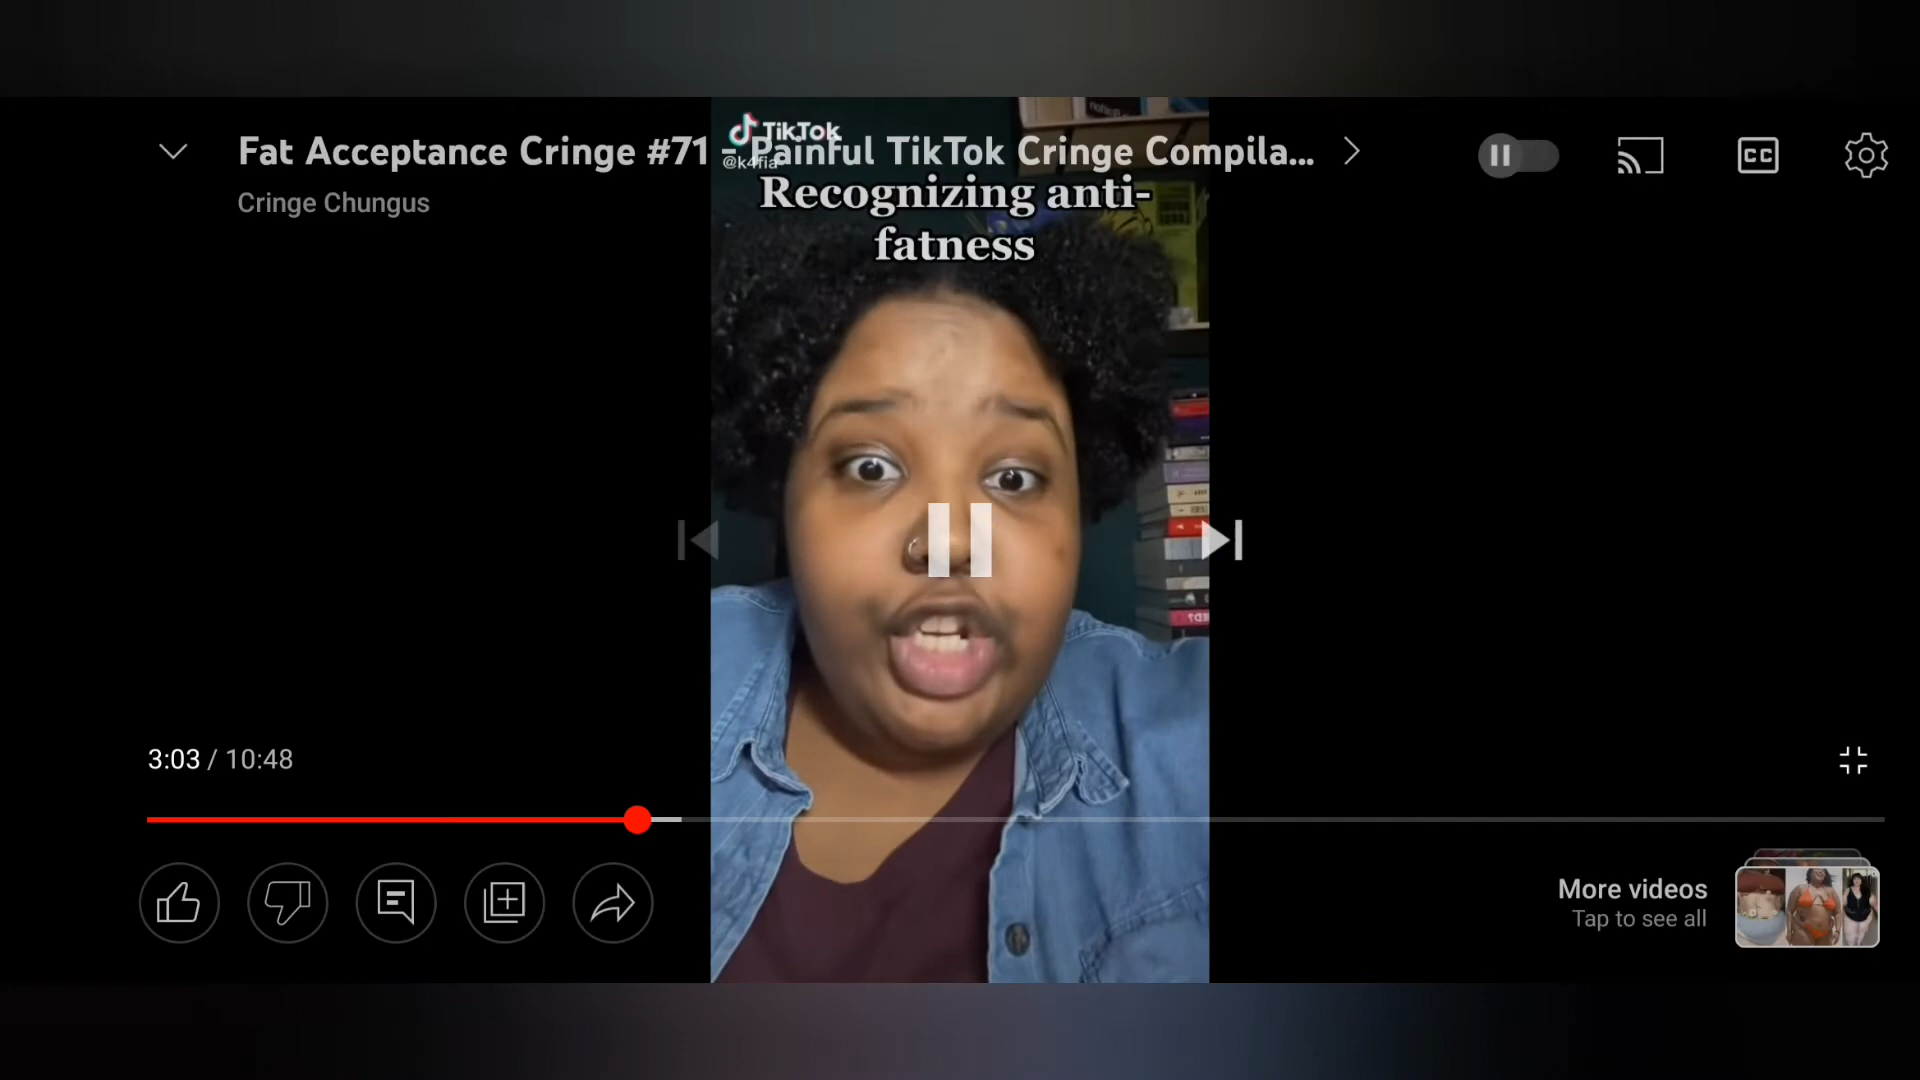 Fat Acceptance Cringe #71 - Painful TikTok Cringe Compila...
Cringe Chungus
TikTok
@k4fia
Recognizing anti-
fatness
CC
3:03 / 10:48
More videos
Tap to see all